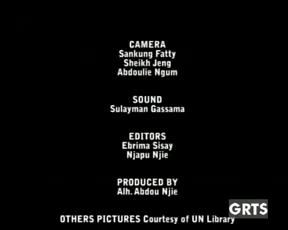 CAMERA
Sankung Fatty
Sheikh Jeng
Abdoulie Ngum
SOUND
Sulayman Gassama
EDITORS
Ebrima Sisay
Njapu Njie
PRODUCED BY
Alh. Abdou Njie
GRTS
OTHERS PICTURES Courtesy of UN Library